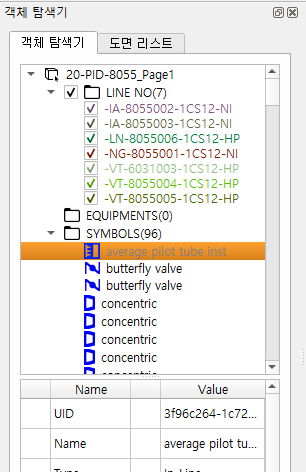 객체 탐색기
객체 탐색기 도면 리스트
20-PID-8055_Page1
LINE NO(7)
-IA-8055002-1CS12-NI
-IA-8055003-1CS12-NI
-LN-8055006-1CS12-HP
-NG-8055001-1CS12-NI
-VT-6031003-1CS12-HP
-VT-8055004-1CS12-HP
-VT-8055005-1CS12-HP
EQUIPMENTS(0)
SYMBOLS(96)
average pilot tube inst
butterfly valve
butterfly valve
concentric
concentric
concentric
concentric
concentric
Name Value
UID 3f96c264-1c72...
Name average pilot tu...
Type In-Line